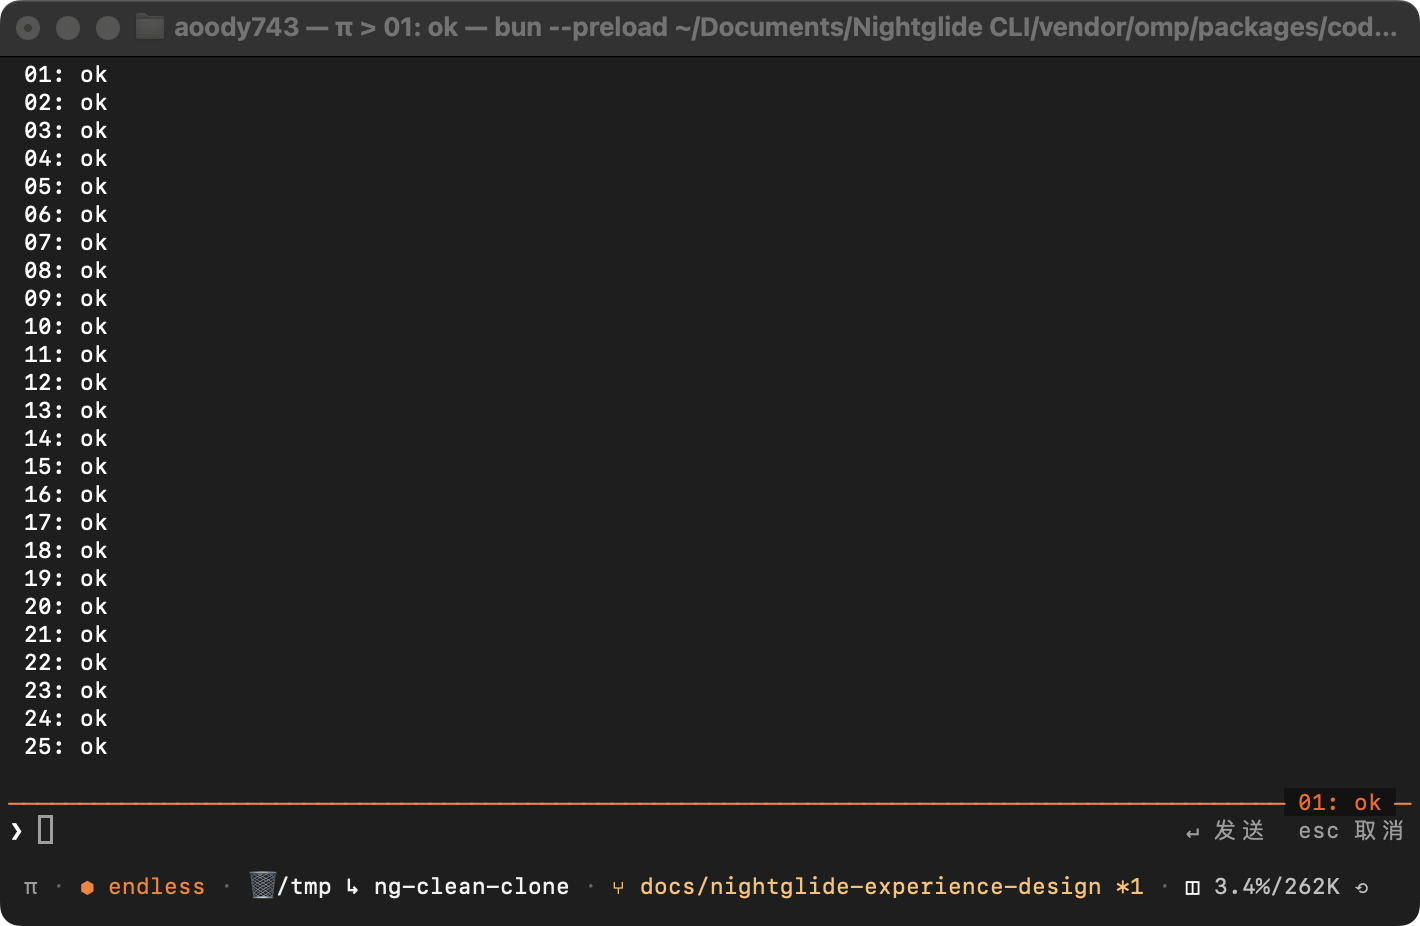 aoody743 — π > 01: ok — bun --preload ~/Documents/Nightglide CLI/vendor/omp/packages/cod...
01: ok
02: ok
03: ok
04: ok
05: ok
06: ok
07: ok
08: ok
09: ok
10: ok
11: ok
12: ok
13: ok
14: ok
15: ok
16: ok
17: ok
18: ok
19: ok
20: ok
21: ok
22: ok
23: ok
24: ok
25: ok
01: ok
❯ ↵ 发送 esc 取消
π · ⬢ endless · 🗑/tmp ↳ ng-clean-clone · ⑂ docs/nightglide-experience-design *1 · ◫ 3.4%/262K ⟲